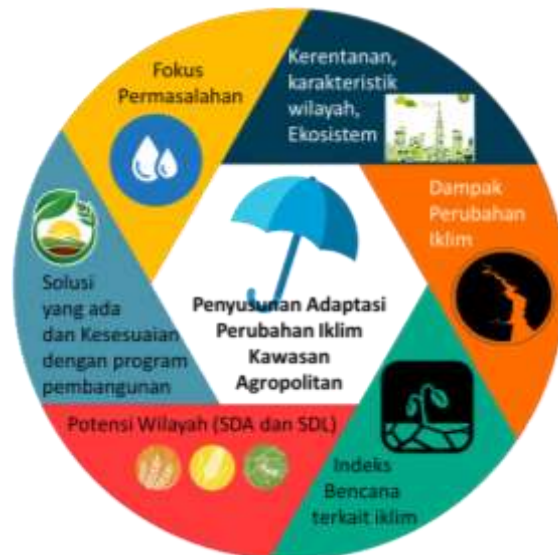 Fokus
Permasalahan
Kerentanan,
karakteristik
wilayah,
Ekosistem
Dampak
Perubahan
Iklim
Solusi
yang ada
dan Kesesuaian
dengan program
pembangunan
Penyusunan Adaptasi
Perubahan Iklim
Kawasan
Agropolitan
Potensi Wilayah (SDA dan SDL)
Indeks
Bencana
terkait iklim